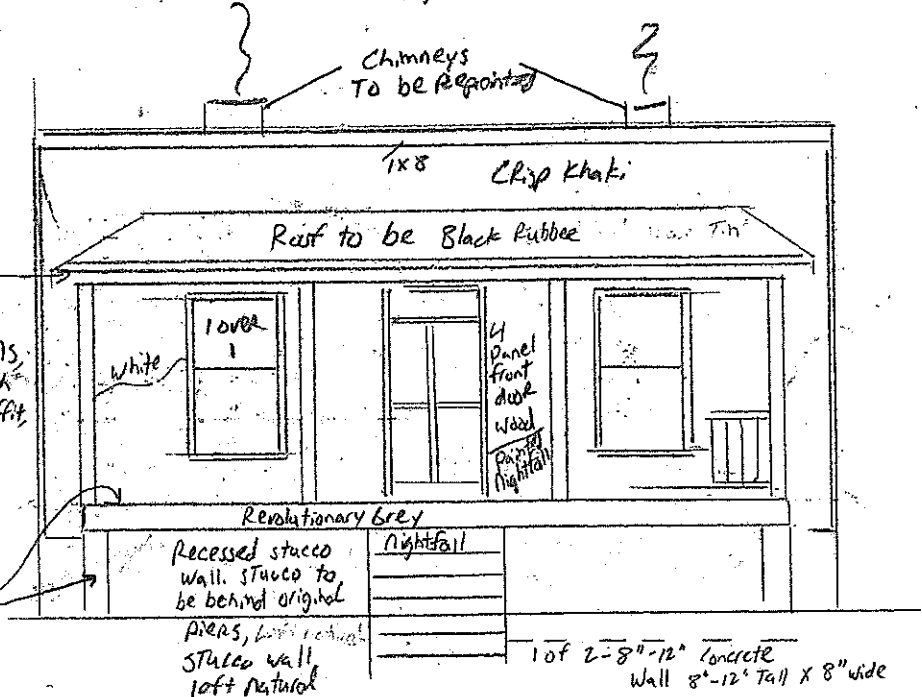 Chimneys
To be Repointed
1x8
Crisp Khaki
Roof to be Black Rubber
Tin
1 over
1
white
4
Panel
front
door
wood
Painted
Nightfall
Revolutionary Grey
Nightfall
Recessed stucco
wall. Stucco to
be behind original
Piers,
stucco wall
left natural
1 of 2 - 8"-12" Concrete
Wall 8"-12" Tall X 8" wide